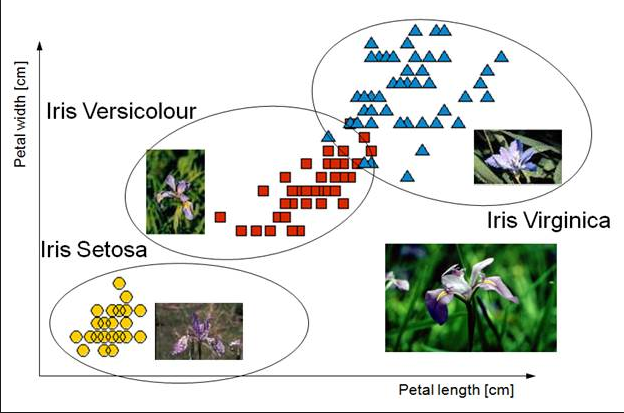 Petal width [cm]
Iris Versicolour
Iris Virginica
Iris Setosa
Petal length [cm]